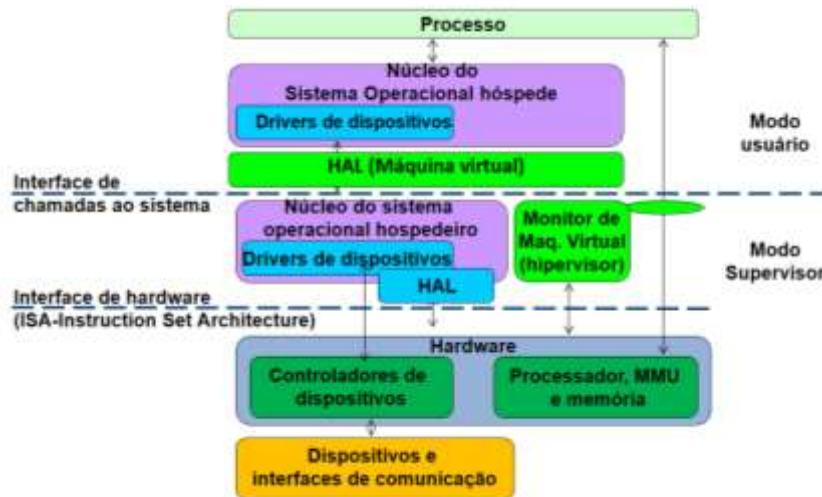 Processo
Núcleo do
Sistema Operacional hóspede
Drivers de dispositivos
Modo
usuário
HAL (Máquina virtual)
Interface de
chamadas ao sistema
Núcleo do sistema
operacional hospedeiro
Drivers de dispositivos
HAL
Monitor de
Maq. Virtual
(hipervisor)
Modo
Supervisor
Interface de hardware
(ISA-Instruction Set Architecture)
Hardware
Controladores de
dispositivos
Processador, MMU
e memória
Dispositivos e
interfaces de comunicação